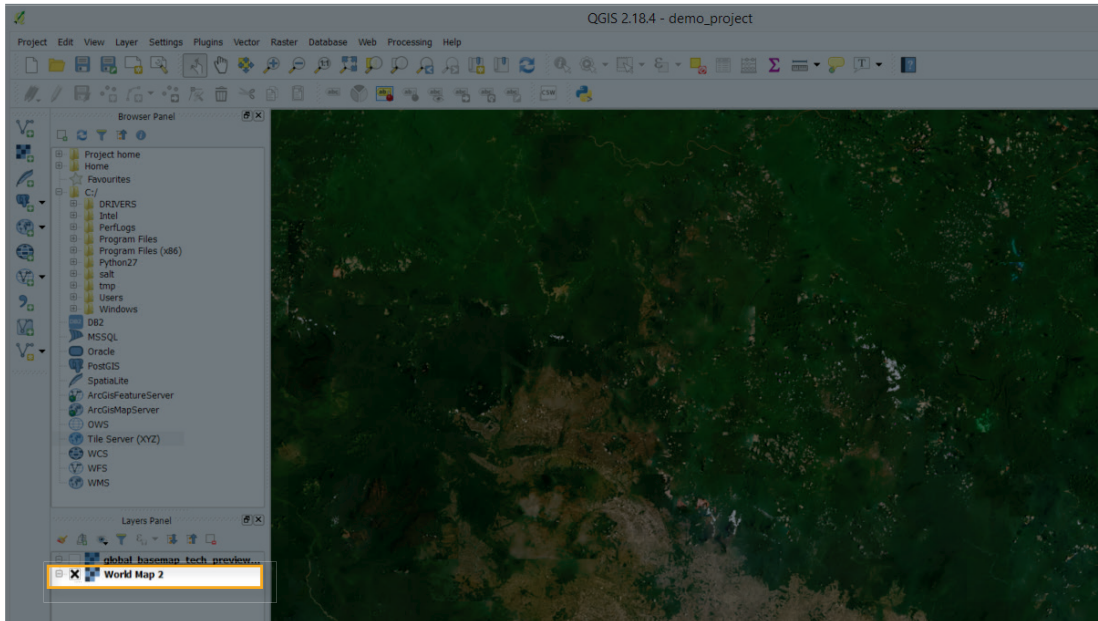 QGIS 2.18.4 - demo_project
Project Edit View Layer Settings Plugins Vector Raster Database Web Processing Help
Browser Panel
Project home
Home
Favourites
C:/
DRIVERS
Intel
PerfLogs
Program Files
Program Files (x86)
Python27
salt
tmp
Users
Windows
DB2
MSSQL
Oracle
PostGIS
SpatiaLite
ArcGisFeatureServer
ArcGisMapServer
OWS
Tile Server (XYZ)
WCS
WFS
WMS
Layers Panel
global_basemap_tech_preview...
World Map 2